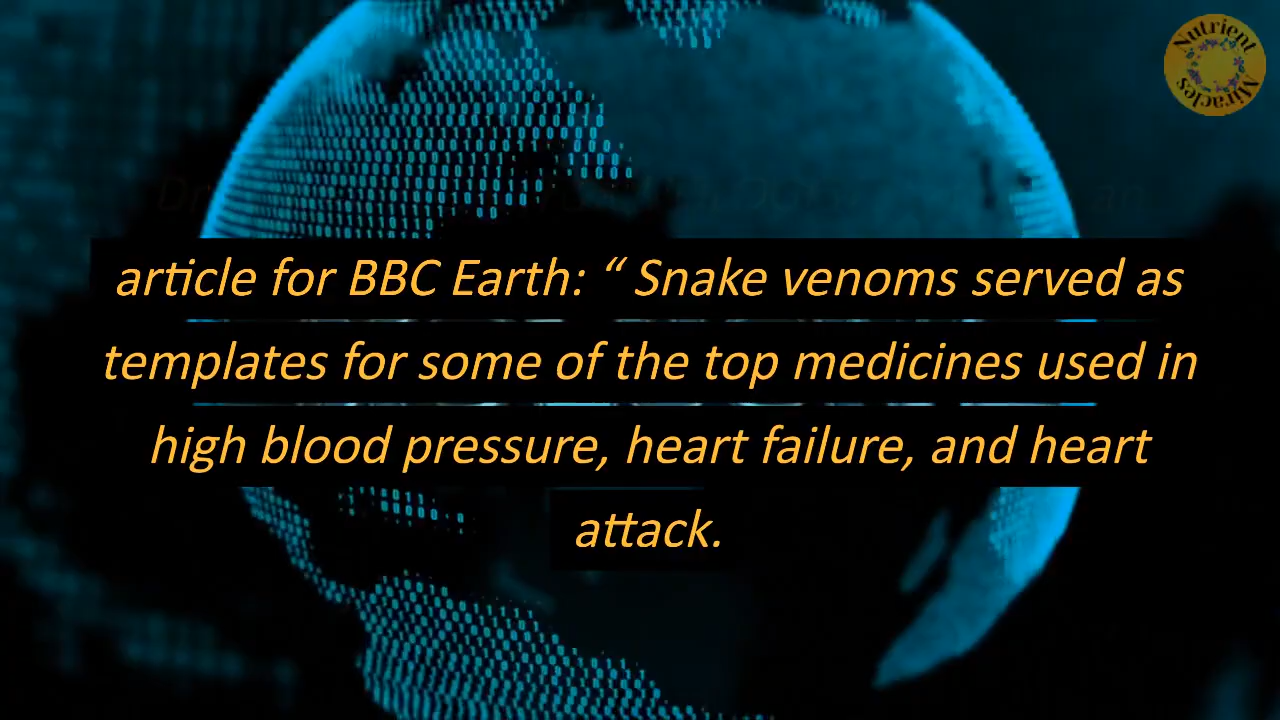 Nutrient
Miracles
article for BBC Earth: “ Snake venoms served as
templates for some of the top medicines used in
high blood pressure, heart failure, and heart
attack.